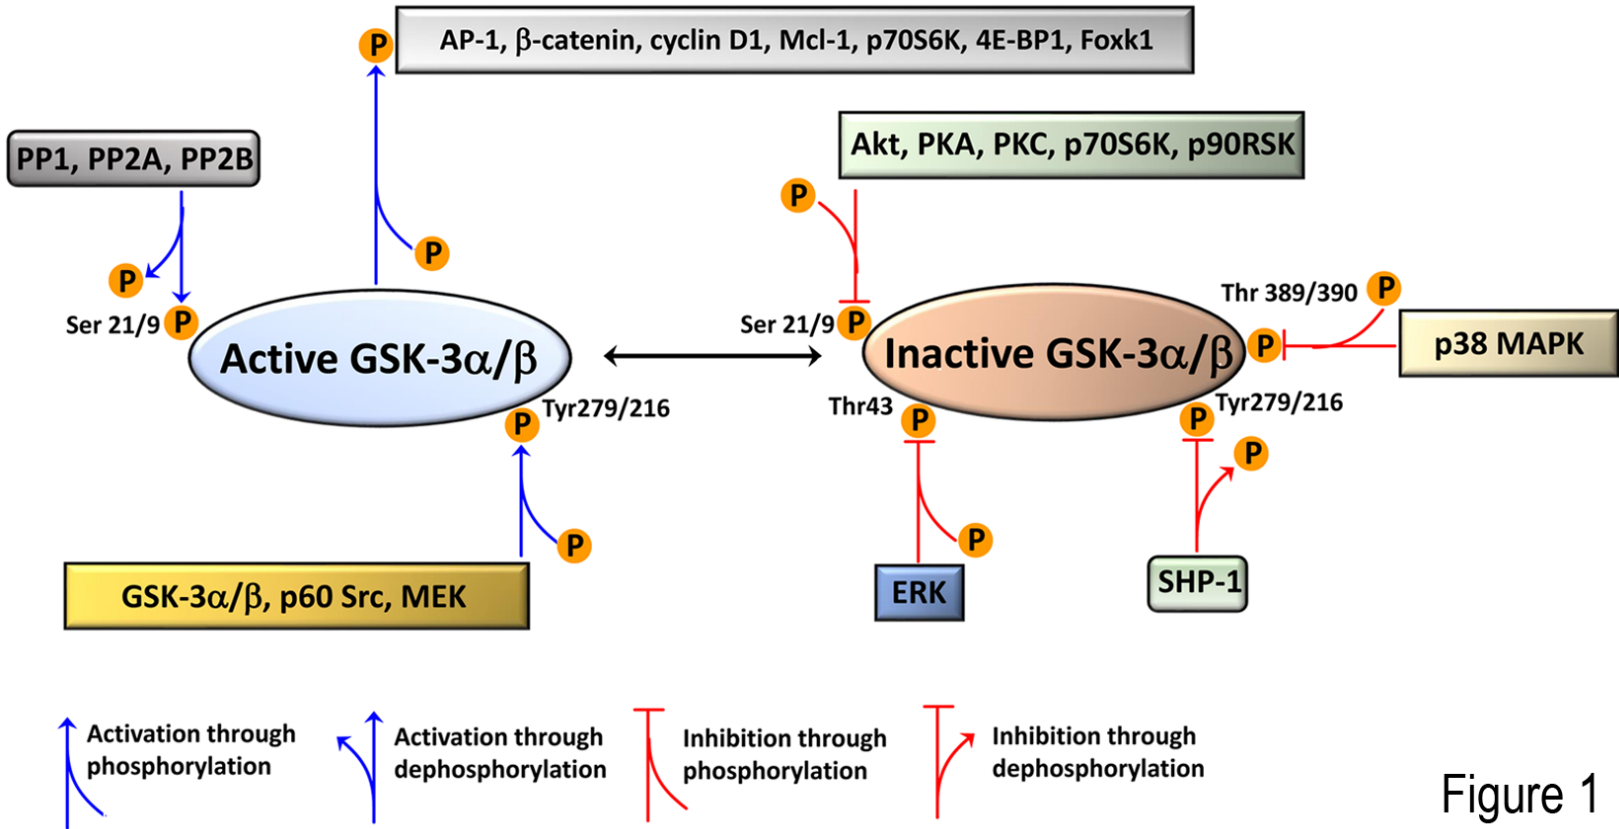 P
AP-1, β-catenin, cyclin D1, Mcl-1, p70S6K, 4E-BP1, Foxk1
PP1, PP2A, PP2B
Akt, PKA, PKC, p70S6K, p90RSK
P
P
P
Ser 21/9 P
Active GSK-3α/β
Ser 21/9 P
Inactive GSK-3α/β
Thr 389/390 P
P
p38 MAPK
Tyr279/216
P
Thr43
P
Tyr279/216
P
P
P
P
GSK-3α/β, p60 Src, MEK
ERK
SHP-1
Activation through
phosphorylation
Activation through
dephosphorylation
Inhibition through
phosphorylation
Inhibition through
dephosphorylation
Figure 1